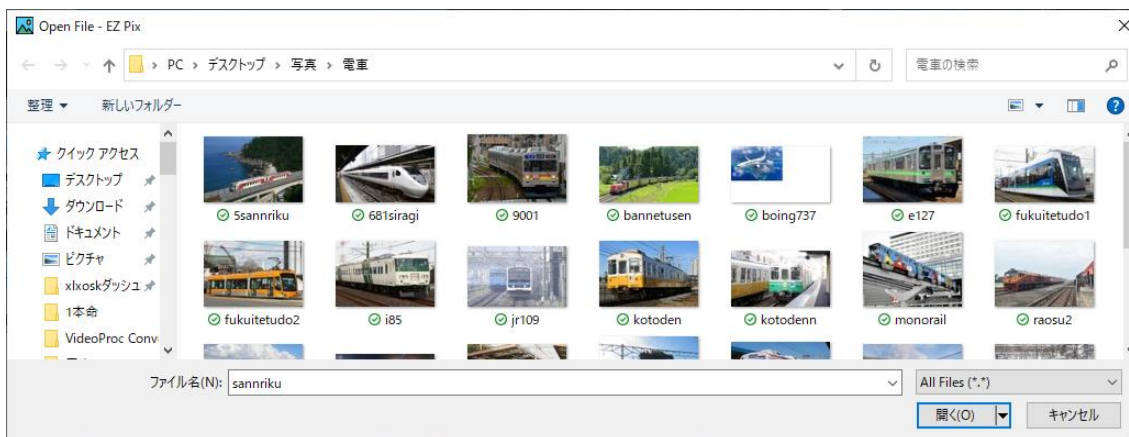 Open File - EZ Pix
PC › デスクトップ › 写真 › 電車
電車の検索
整理 新しいフォルダー
クイック アクセス
デスクトップ
ダウンロード
ドキュメント
ピクチャ
xlxoskダッシュ
1本命
VideoProc Conv
5sannriku 681siragi 9001 bannetusen boing737 e127 fukuitetudo1
fukuitetudo2 i85 jr109 kotoden kotodenn monorail raosu2
ファイル名(N): sannriku All Files (*.*)
開く(O) キャンセル